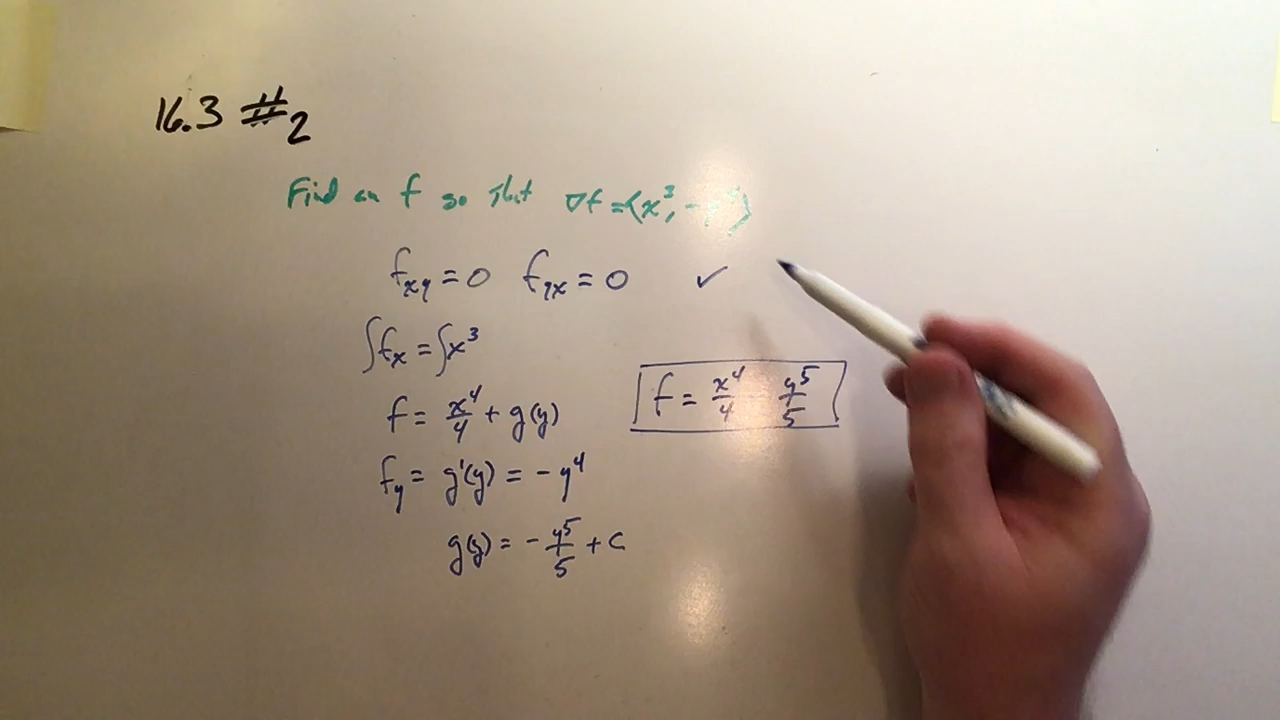 16.3 #2
Find an f so that ∇f = ⟨x³, -y⁴⟩
f_xy = 0 f_yx = 0 ✓
∫f_x = ∫x³
f = x⁴/4 + g(y)
f = x⁴/4 y⁵/5
f_y = g'(y) = -y⁴
g(y) = -y⁵/5 + C